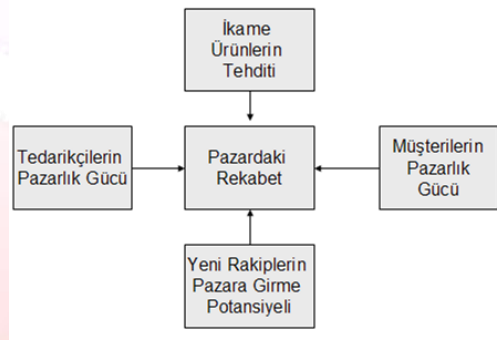 İkame
Ürünlerin
Tehditi
Tedarikçilerin
Pazarlık Gücü
Pazardaki
Rekabet
Müşterilerin
Pazarlık
Gücü
Yeni Rakiplerin
Pazara Girme
Potansiyeli